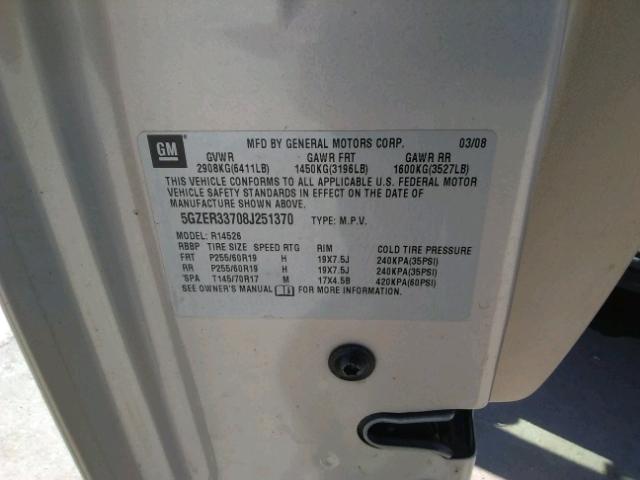 GM MFD BY GENERAL MOTORS CORP. 03/08
GVWR GAWR FRT GAWR RR
2908KG(6411LB) 1450KG(3196LB) 1600KG(3527LB)
THIS VEHICLE CONFORMS TO ALL APPLICABLE U.S. FEDERAL MOTOR
VEHICLE SAFETY STANDARDS IN EFFECT ON THE DATE OF
MANUFACTURE SHOWN ABOVE.
5GZER33708J251370 TYPE: M.P.V.
MODEL: R14526
RBBP TIRE SIZE SPEED RTG RIM COLD TIRE PRESSURE
FRT P255/60R19 H 19X7.5J 240KPA(35PSI)
RR P255/60R19 H 19X7.5J 240KPA(35PSI)
SPA T145/70R17 M 17X4.5B 420KPA(60PSI)
SEE OWNER'S MANUAL FOR MORE INFORMATION.